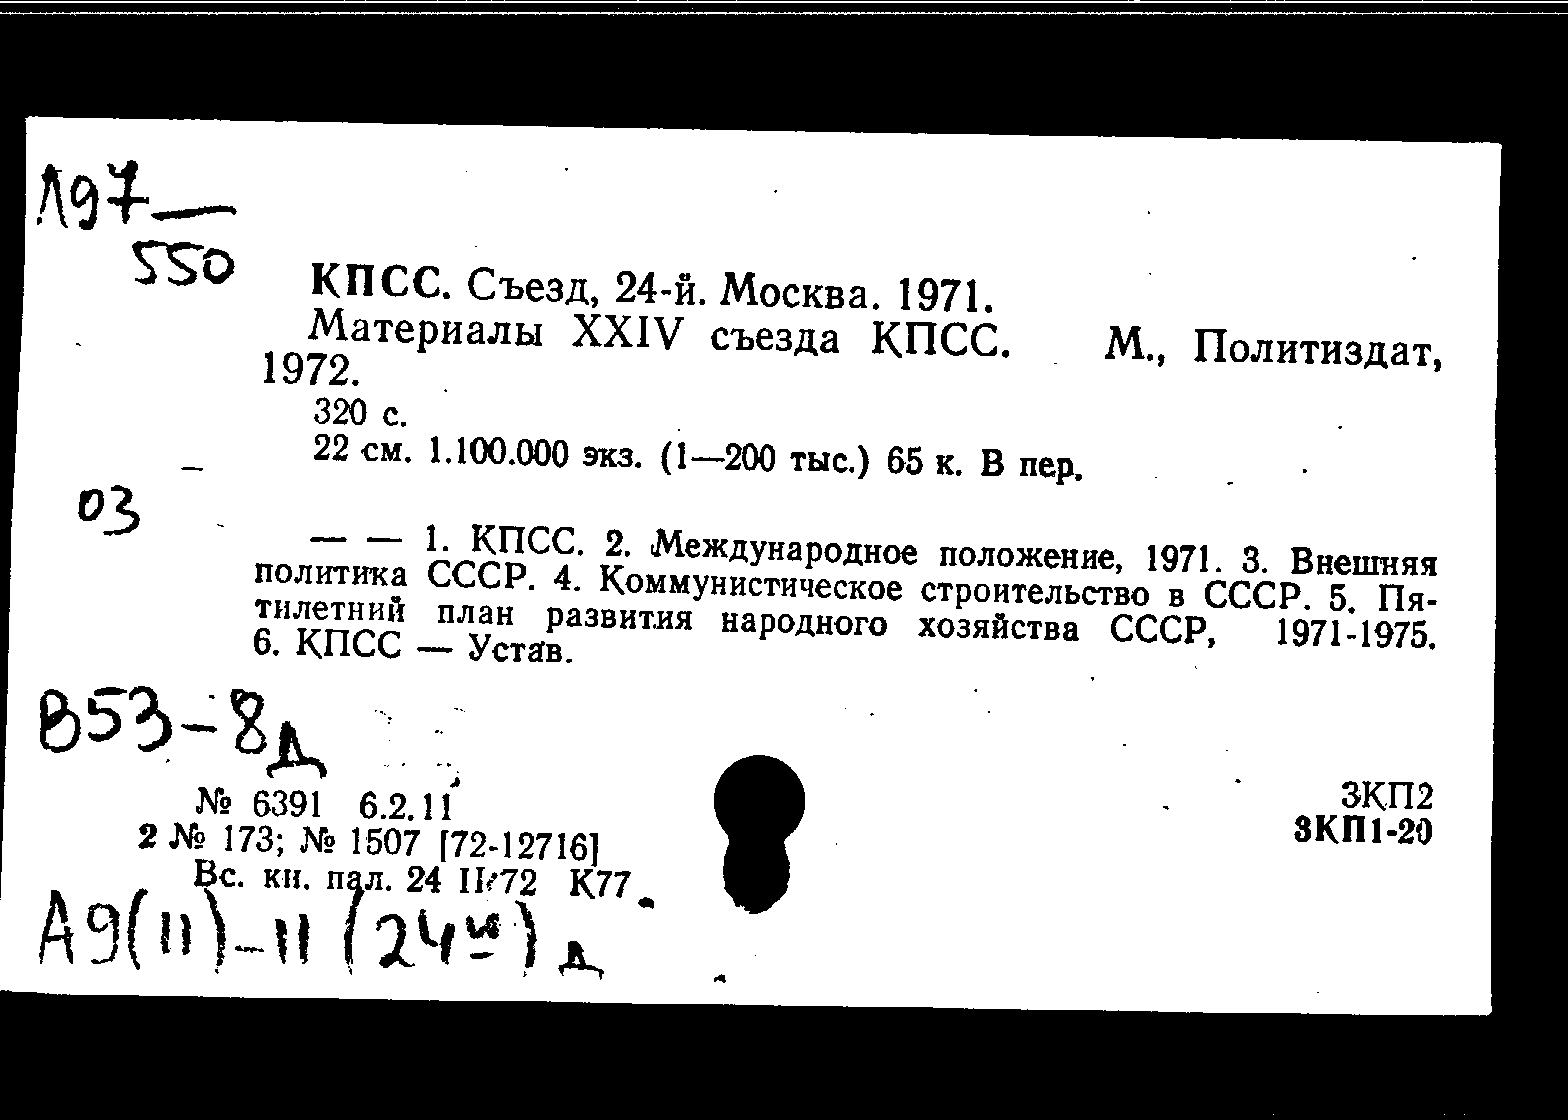 Л97—
550
КПСС. Съезд, 24-й. Москва. 1971.
Материалы XXIV съезда КПСС. М., Политиздат,
1972.
320 с.
22 см. 1.100.000 экз. (1—200 тыс.) 65 к. В пер.
03
— — 1. КПСС. 2. Международное положение, 1971. 3. Внешняя
политика СССР. 4. Коммунистическое строительство в СССР. 5. Пя-
тилетний план развития народного хозяйства СССР, 1971-1975.
6. КПСС — Устав.
В53-8д
№ 6391 6.2.11
3КП2
2 № 173; № 1507 [72-12716]
3КП1-20
Вс. кн. пал. 24 II 72 К77
А9(11)-11 (24й) д